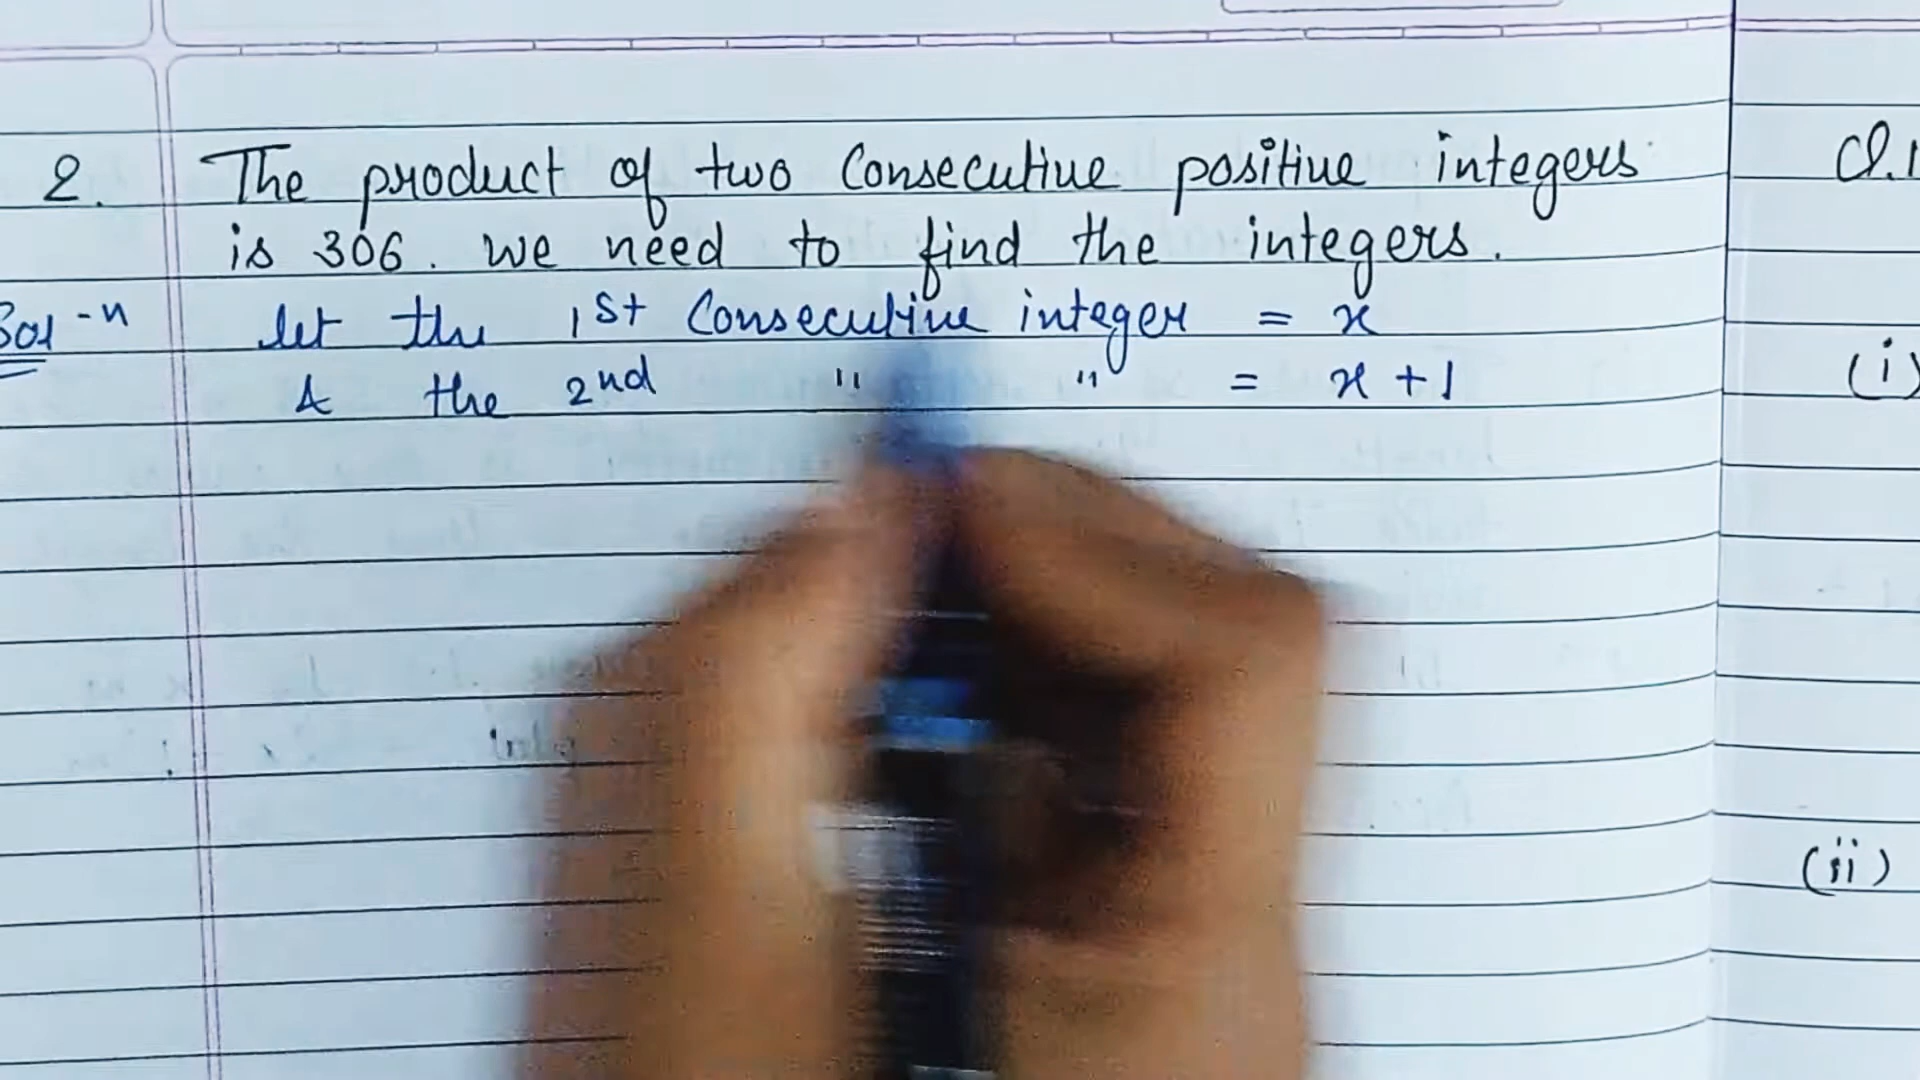 2. The product of two Consecutive positive integers
is 306. we need to find the integers.
Sol-n let the 1st Consecutive integer = x
& the 2nd " " = x + 1
(i)
(ii)